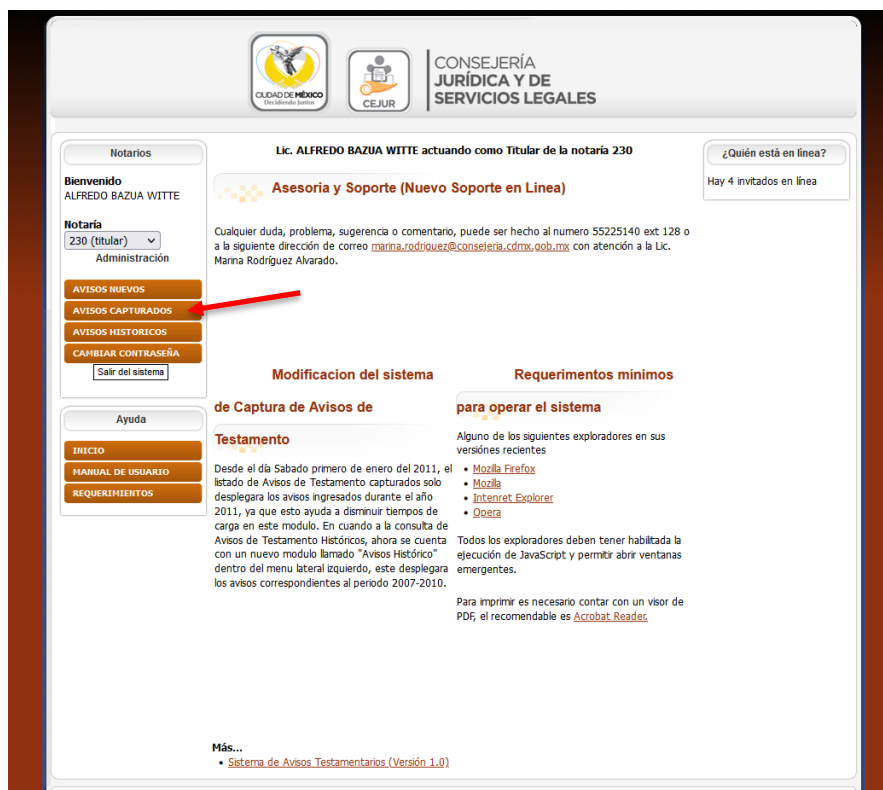 CIUDAD DE MÉXICO
Decidiendo Juntos
CEJUR
CONSEJERÍA
JURÍDICA Y DE
SERVICIOS LEGALES
Notarios
Bienvenido
ALFREDO BAZUA WITTE
Notaría
230 (titular)
Administración
AVISOS NUEVOS
AVISOS CAPTURADOS
AVISOS HISTORICOS
CAMBIAR CONTRASEÑA
Salir del sistema
Ayuda
INICIO
MANUAL DE USUARIO
REQUERIMIENTOS
Lic. ALFREDO BAZUA WITTE actuando como Titular de la notaría 230
Asesoria y Soporte (Nuevo Soporte en Linea)
Cualquier duda, problema, sugerencia o comentario, puede ser hecho al numero 55225140 ext 128 o
a la siguiente dirección de correo marina.rodriguez@consejeria.cdmx.gob.mx con atención a la Lic.
Marina Rodríguez Alvarado.
Modificacion del sistema
de Captura de Avisos de
Testamento
Desde el día Sabado primero de enero del 2011, el
listado de Avisos de Testamento capturados solo
desplegara los avisos ingresados durante el año
2011, ya que esto ayuda a disminuir tiempos de
carga en este modulo. En cuando a la consulta de
Avisos de Testamento Históricos, ahora se cuenta
con un nuevo modulo llamado "Avisos Histórico"
dentro del menu lateral izquierdo, este desplegara
los avisos correspondientes al periodo 2007-2010.
Requerimentos mínimos
para operar el sistema
Alguno de los siguientes exploradores en sus
versiónes recientes
• Mozilla Firefox
• Mozilla
• Intenret Explorer
• Opera
Todos los exploradores deben tener habilitada la
ejecución de JavaScript y permitir abrir ventanas
emergentes.
Para imprimir es necesario contar con un visor de
PDF, el recomendable es Acrobat Reader.
Más...
• Sistema de Avisos Testamentarios (Versión 1.0)
¿Quién está en línea?
Hay 4 invitados en línea